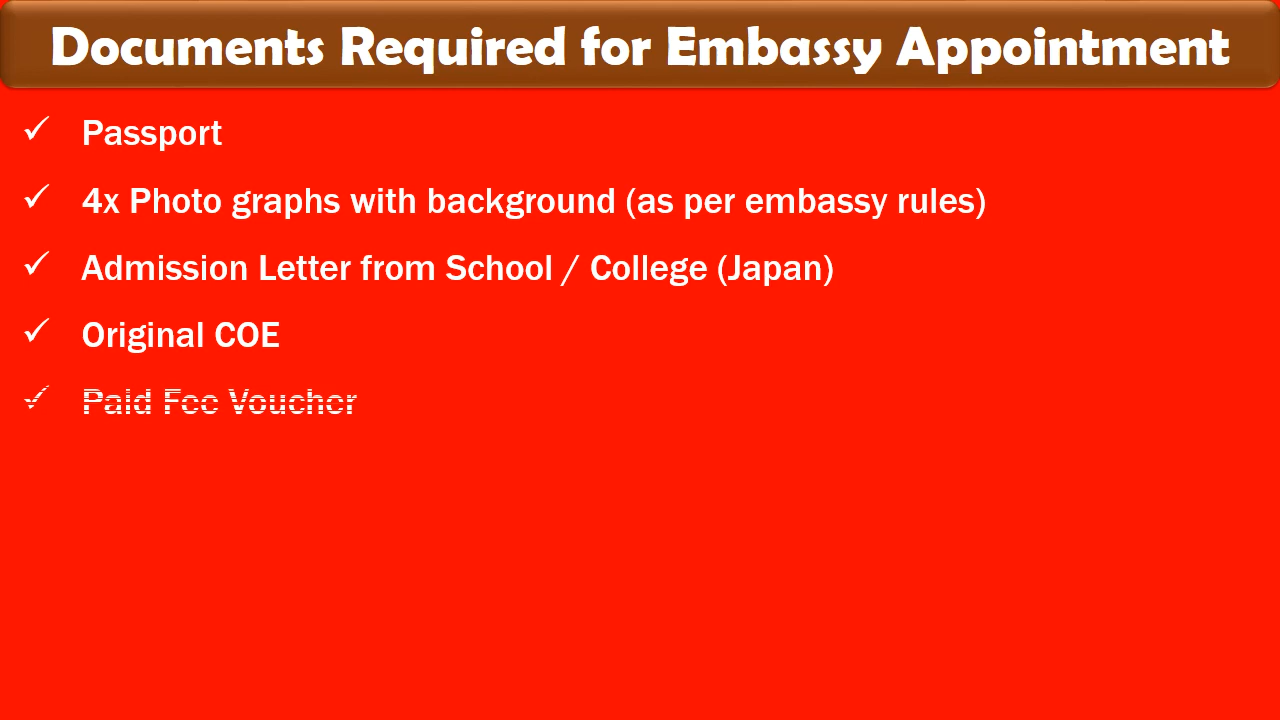 Documents Required for Embassy Appointment
✓ Passport
✓ 4x Photo graphs with background (as per embassy rules)
✓ Admission Letter from School / College (Japan)
✓ Original COE
✓ Paid Fee Voucher